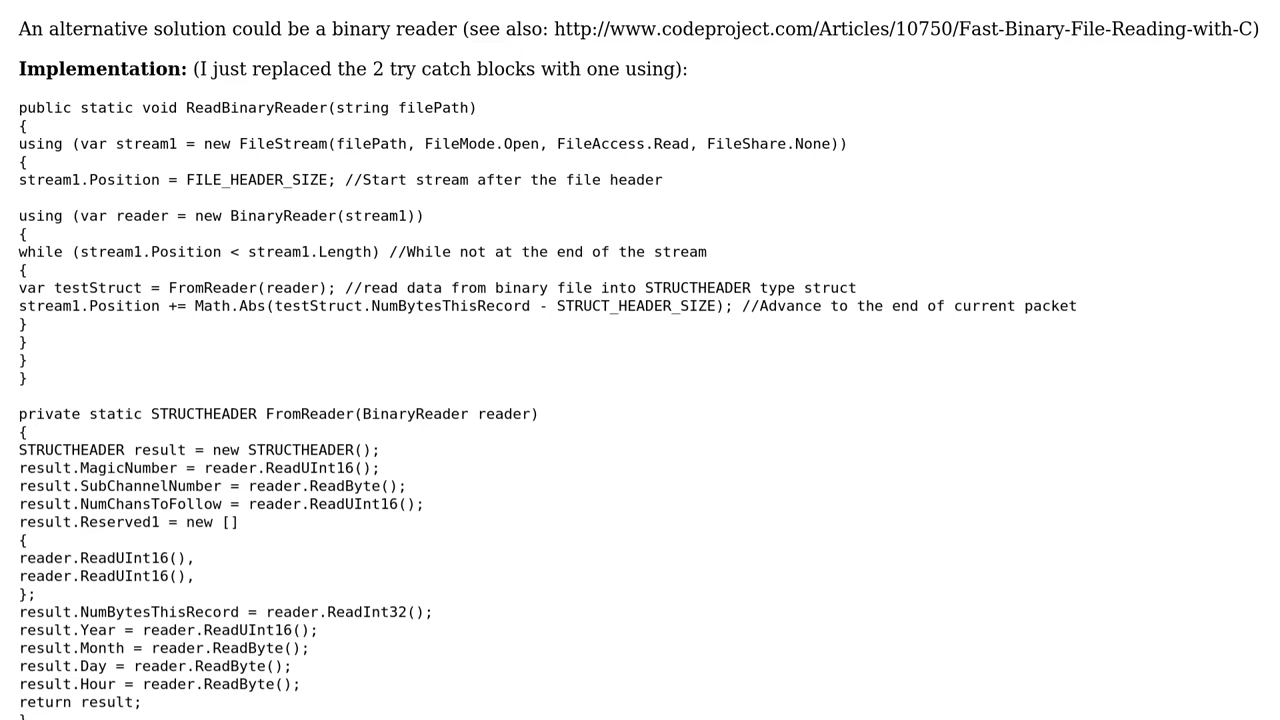 An alternative solution could be a binary reader (see also: http://www.codeproject.com/Articles/10750/Fast-Binary-File-Reading-with-C)
Implementation: (I just replaced the 2 try catch blocks with one using):
public static void ReadBinaryReader(string filePath)
{
using (var stream1 = new FileStream(filePath, FileMode.Open, FileAccess.Read, FileShare.None))
{
stream1.Position = FILE_HEADER_SIZE; //Start stream after the file header
using (var reader = new BinaryReader(stream1))
{
while (stream1.Position < stream1.Length) //While not at the end of the stream
{
var testStruct = FromReader(reader); //read data from binary file into STRUCTHEADER type struct
stream1.Position += Math.Abs(testStruct.NumBytesThisRecord - STRUCT_HEADER_SIZE); //Advance to the end of current packet
}
}
}
}
private static STRUCTHEADER FromReader(BinaryReader reader)
{
STRUCTHEADER result = new STRUCTHEADER();
result.MagicNumber = reader.ReadUInt16();
result.SubChannelNumber = reader.ReadByte();
result.NumChansToFollow = reader.ReadUInt16();
result.Reserved1 = new []
{
reader.ReadUInt16(),
reader.ReadUInt16(),
};
result.NumBytesThisRecord = reader.ReadInt32();
result.Year = reader.ReadUInt16();
result.Month = reader.ReadByte();
result.Day = reader.ReadByte();
result.Hour = reader.ReadByte();
return result;
}